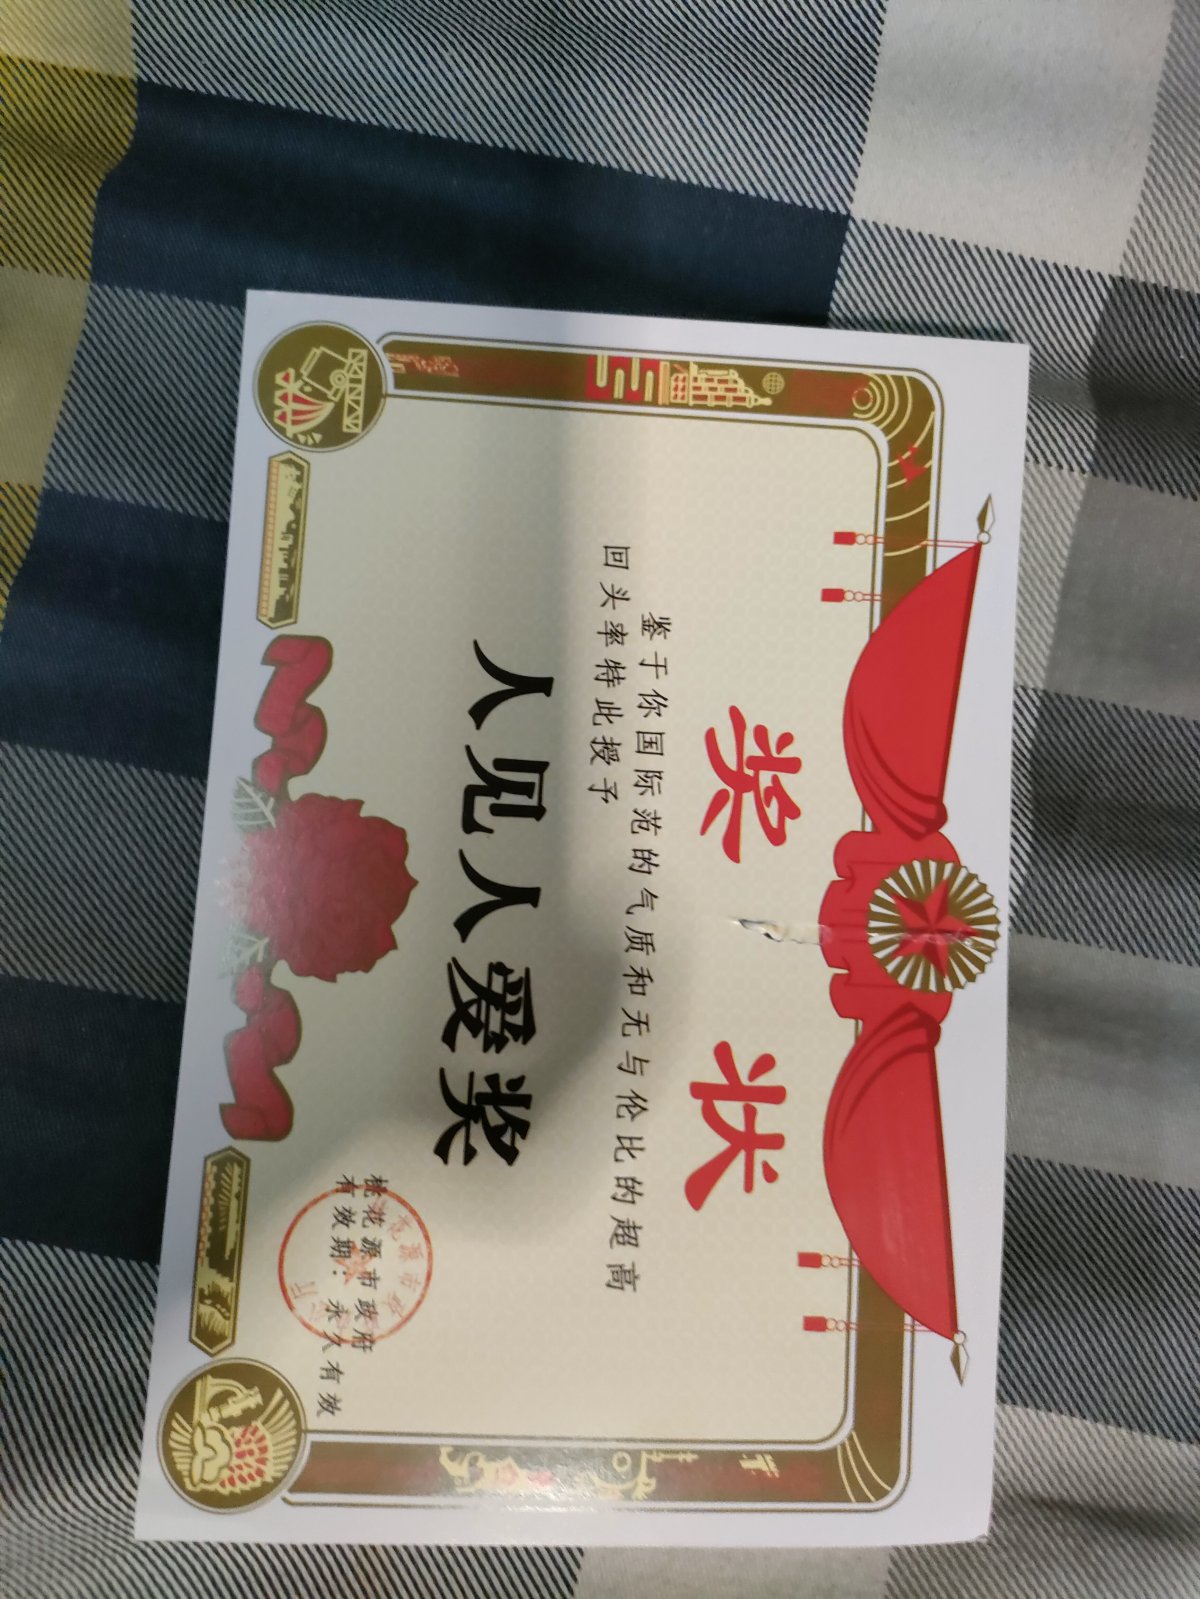 奖状
鉴于你国际范的气质和无与伦比的超高
回头率特此授予
人见人爱奖
桃花源市政府
有效期：永久有效